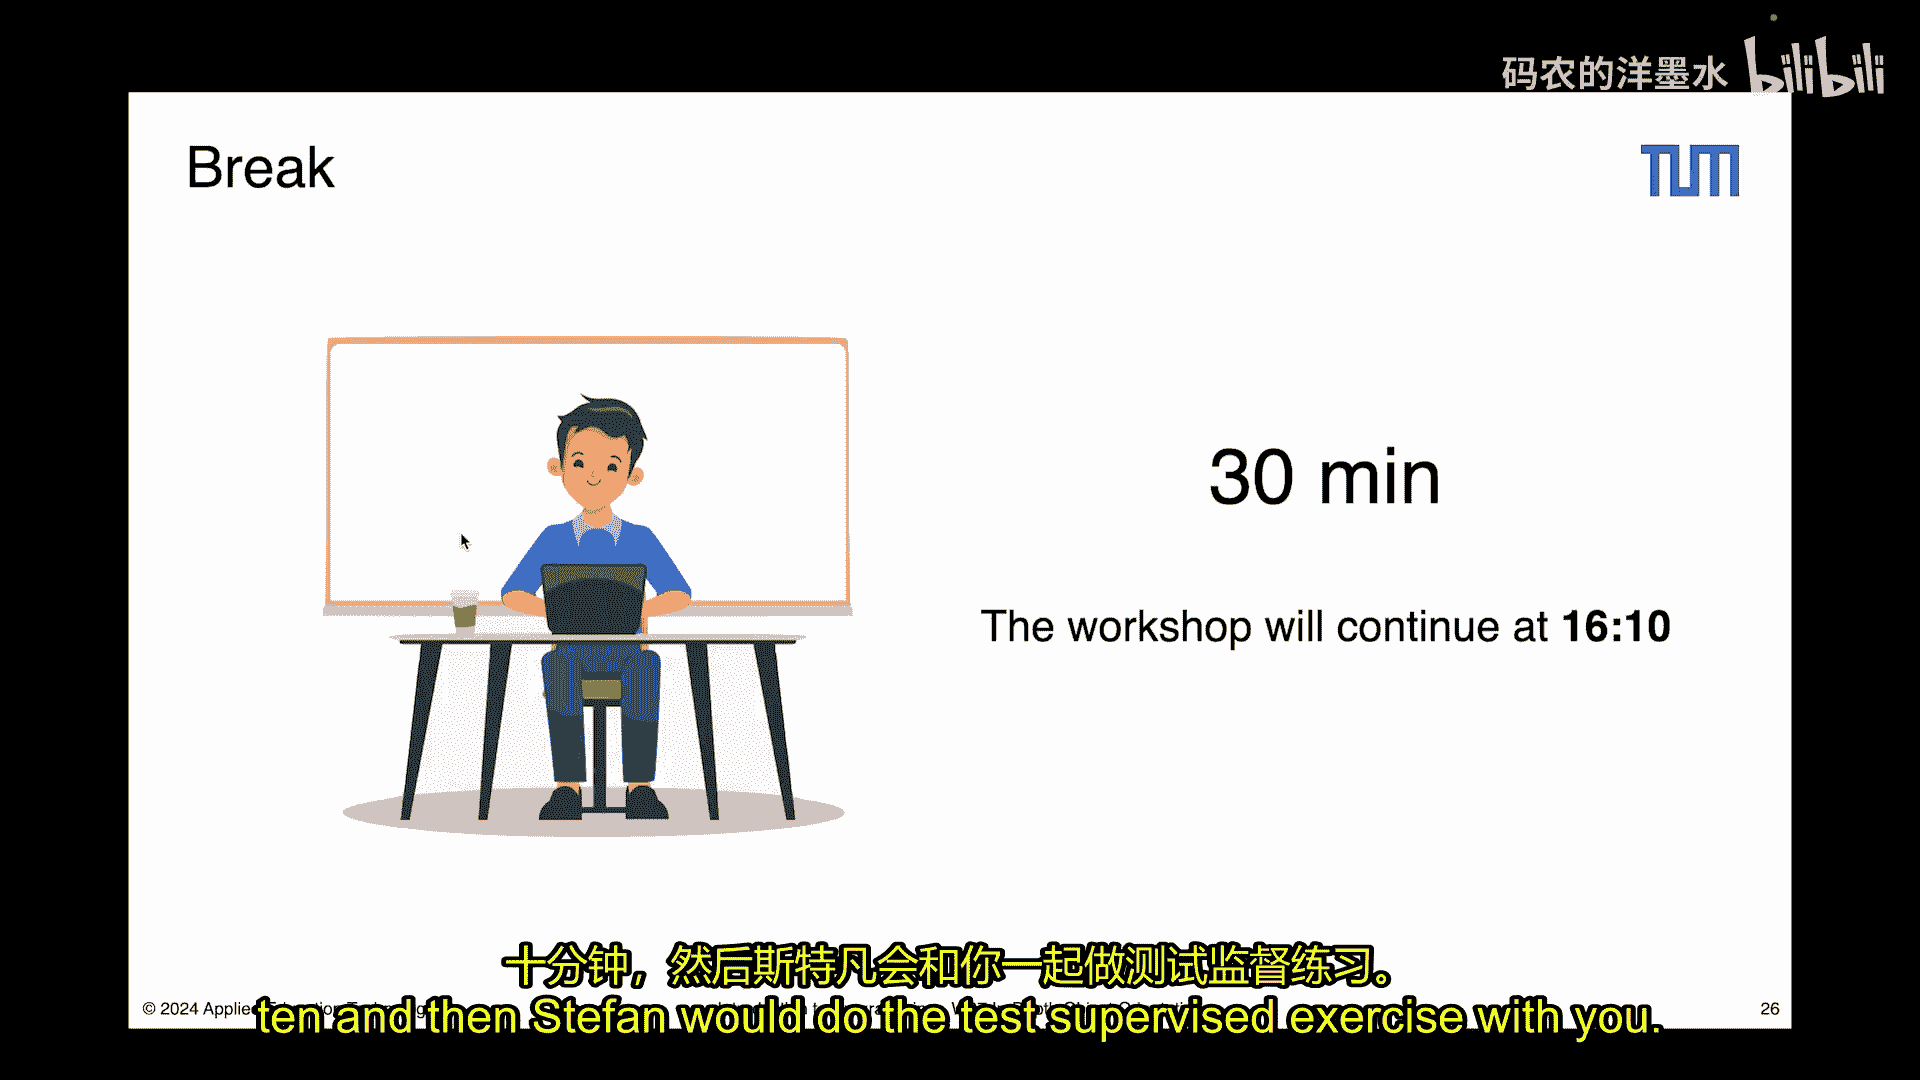 码农的洋墨水 bilibili
Break
TUM
30 min
The workshop will continue at 16:10
十分钟，然后斯特凡会和你一起做测试监督练习。
ten and then Stefan would do the test supervised exercise with you.
© 2024 Applied
26